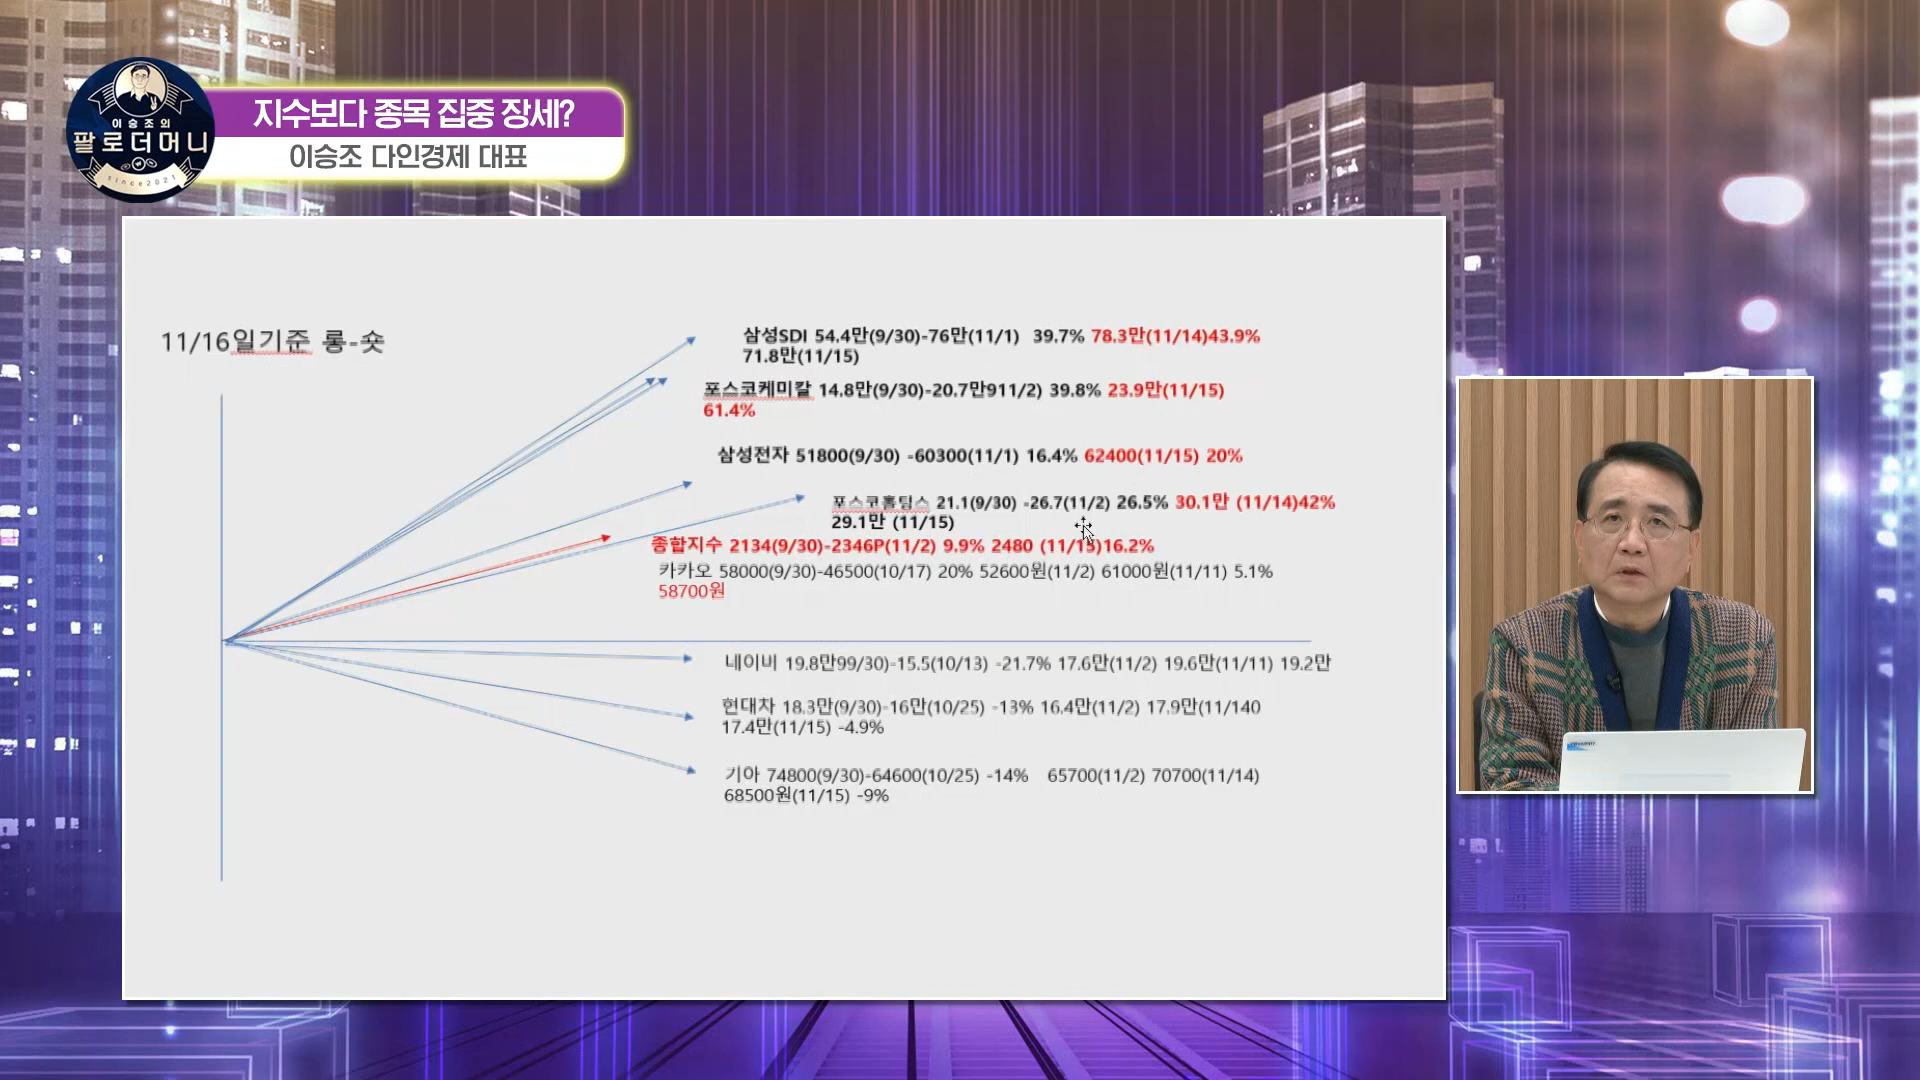 이승조의
팔로더머니
since2021
지수보다 종목 집중 장세?
이승조 다인경제 대표
11/16일기준 롱-숏
삼성SDI 54.4만(9/30)-76만(11/1) 39.7% 78.3만(11/14)43.9%
71.8만(11/15)
포스코케미칼 14.8만(9/30)-20.7만911/2) 39.8% 23.9만(11/15)
61.4%
삼성전자 51800(9/30) -60300(11/1) 16.4% 62400(11/15) 20%
포스코홀딩스 21.1(9/30) -26.7(11/2) 26.5% 30.1만 (11/14)42%
29.1만 (11/15)
종합지수 2134(9/30)-2346P(11/2) 9.9% 2480 (11/15)16.2%
카카오 58000(9/30)-46500(10/17) 20% 52600원(11/2) 61000원(11/11) 5.1%
58700원
네이비 19.8만99/30)-15.5(10/13) -21.7% 17.6만(11/2) 19.6만(11/11) 19.2만
현대차 18.3만(9/30)-16만(10/25) -13% 16.4만(11/2) 17.9만(11/140
17.4만(11/15) -4.9%
기아 74800(9/30)-64600(10/25) -14% 65700(11/2) 70700(11/14)
68500원(11/15) -9%